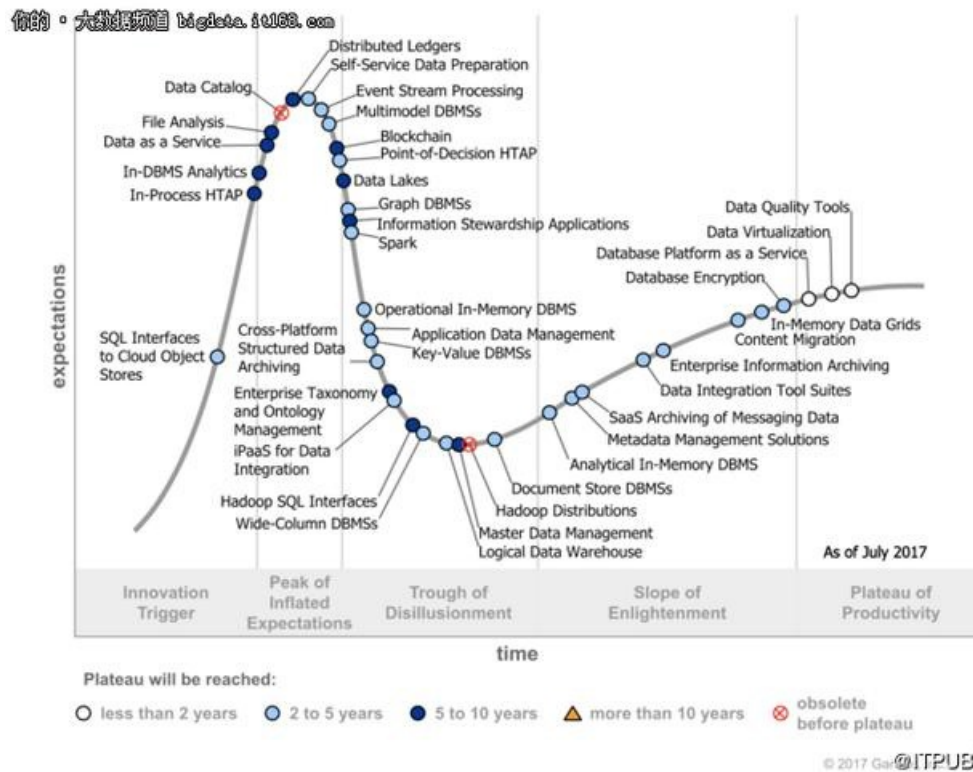 你的 · 大数据频道 bigdata.it168.com
Distributed Ledgers
Self-Service Data Preparation
Data Catalog
Event Stream Processing
Multimodel DBMSs
File Analysis
Data as a Service
Blockchain
Point-of-Decision HTAP
In-DBMS Analytics
Data Lakes
In-Process HTAP
Graph DBMSs
Information Stewardship Applications
Spark
Data Quality Tools
Data Virtualization
Database Platform as a Service
Database Encryption
expectations
Operational In-Memory DBMS
Application Data Management
Key-Value DBMSs
In-Memory Data Grids
Content Migration
SQL Interfaces
to Cloud Object
Stores
Cross-Platform
Structured Data
Archiving
Enterprise Information Archiving
Data Integration Tool Suites
Enterprise Taxonomy
and Ontology
Management
SaaS Archiving of Messaging Data
Metadata Management Solutions
iPaaS for Data
Integration
Analytical In-Memory DBMS
Document Store DBMSs
Hadoop SQL Interfaces
Hadoop Distributions
Wide-Column DBMSs
Master Data Management
Logical Data Warehouse
As of July 2017
Innovation
Trigger
Peak of
Inflated
Expectations
Trough of
Disillusionment
Slope of
Enlightenment
Plateau of
Productivity
time
Plateau will be reached:
less than 2 years
2 to 5 years
5 to 10 years
more than 10 years
obsolete
before plateau
© 2017
@ITPUB